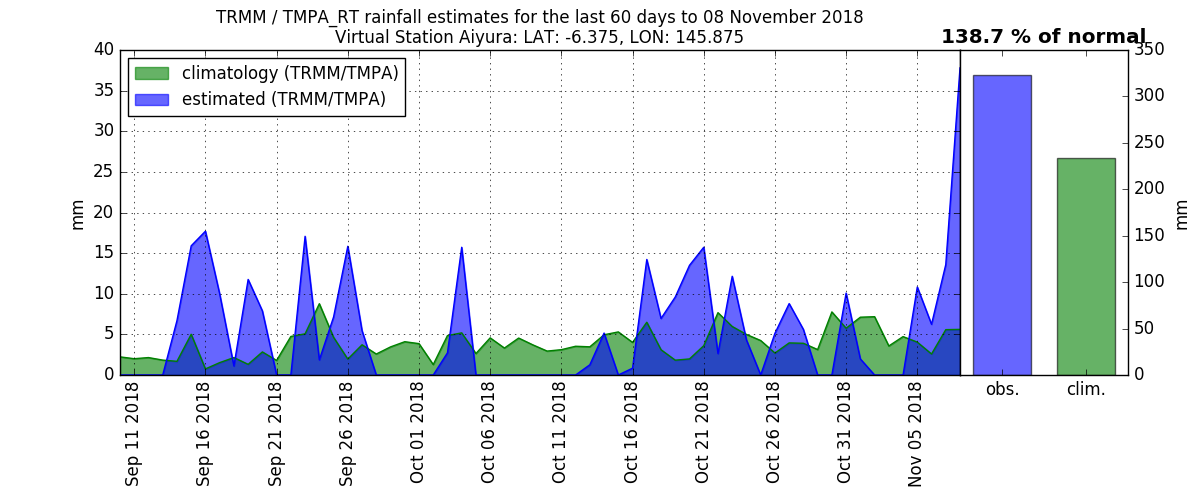 TRMM / TMPA_RT rainfall estimates for the last 60 days to 08 November 2018
Virtual Station Aiyura: LAT: -6.375, LON: 145.875
138.7 % of normal
climatology (TRMM/TMPA)
estimated (TRMM/TMPA)
mm
40
35
30
25
20
15
10
5
0
Sep 11 2018
Sep 16 2018
Sep 21 2018
Sep 26 2018
Oct 01 2018
Oct 06 2018
Oct 11 2018
Oct 16 2018
Oct 21 2018
Oct 26 2018
Oct 31 2018
Nov 05 2018
obs.
clim.
350
300
250
200
150
100
50
0
mm